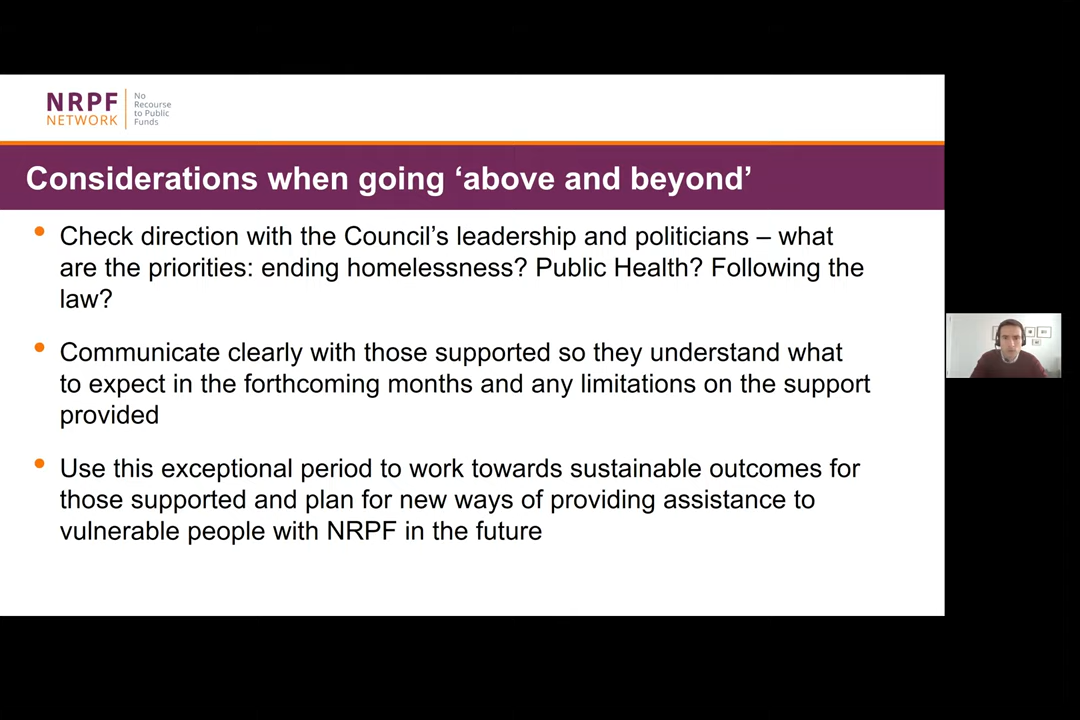 NRPF
NETWORK
No
Recourse
to Public
Funds
Considerations when going ‘above and beyond’
• Check direction with the Council’s leadership and politicians – what
are the priorities: ending homelessness? Public Health? Following the
law?
• Communicate clearly with those supported so they understand what
to expect in the forthcoming months and any limitations on the support
provided
• Use this exceptional period to work towards sustainable outcomes for
those supported and plan for new ways of providing assistance to
vulnerable people with NRPF in the future